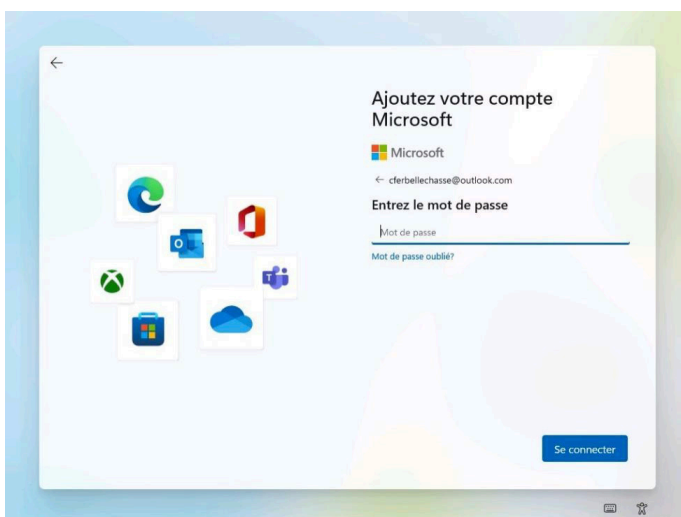 Ajoutez votre compte
Microsoft
Microsoft
cferbellechasse@outlook.com
Entrez le mot de passe
Mot de passe
Mot de passe oublié?
Se connecter